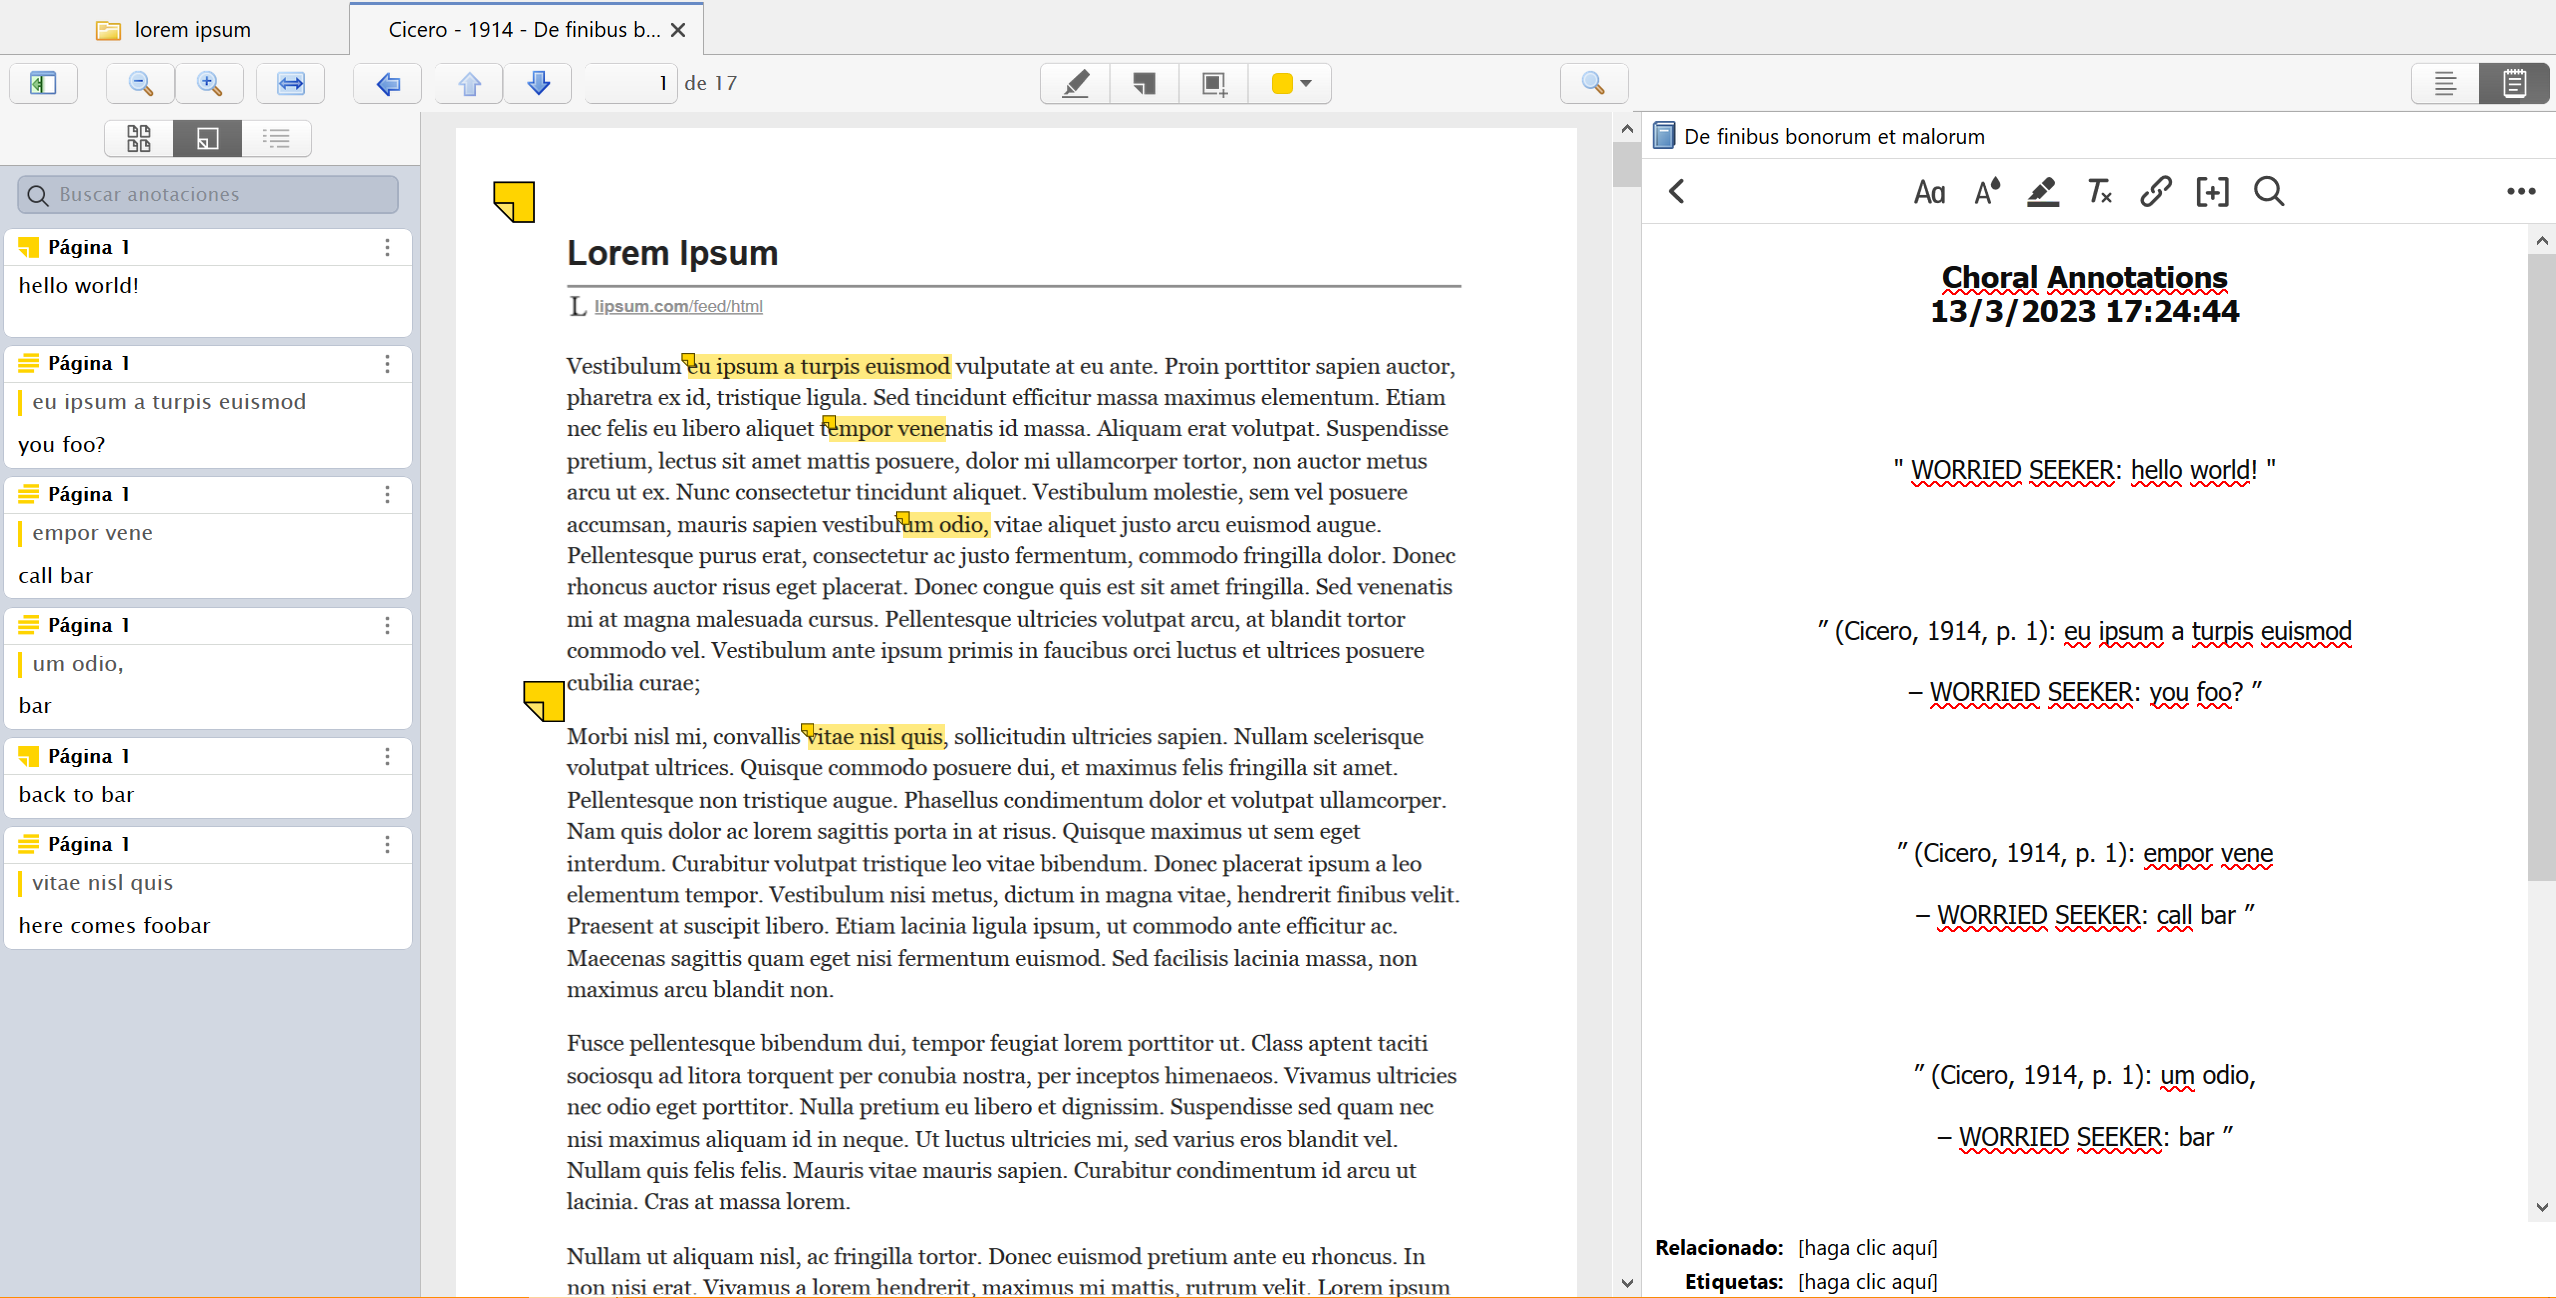 lorem ipsum
Cicero - 1914 - De finibus b...
1 de 17
Buscar anotaciones
Página 1
hello world!
Página 1
eu ipsum a turpis euismod
you foo?
Página 1
empor vene
call bar
Página 1
um odio,
bar
Página 1
back to bar
Página 1
vitae nisl quis
here comes foobar
Lorem Ipsum
L lipsum.com/feed/html
Vestibulum eu ipsum a turpis euismod vulputate at eu ante. Proin porttitor sapien auctor,
pharetra ex id, tristique ligula. Sed tincidunt efficitur massa maximus elementum. Etiam
nec felis eu libero aliquet tempor venenatis id massa. Aliquam erat volutpat. Suspendisse
pretium, lectus sit amet mattis posuere, dolor mi ullamcorper tortor, non auctor metus
arcu ut ex. Nunc consectetur tincidunt aliquet. Vestibulum molestie, sem vel posuere
accumsan, mauris sapien vestibulum odio, vitae aliquet justo arcu euismod augue.
Pellentesque purus erat, consectetur ac justo fermentum, commodo fringilla dolor. Donec
rhoncus auctor risus eget placerat. Donec congue quis est sit amet fringilla. Sed venenatis
mi at magna malesuada cursus. Pellentesque ultricies volutpat arcu, at blandit tortor
commodo vel. Vestibulum ante ipsum primis in faucibus orci luctus et ultrices posuere
cubilia curae;
Morbi nisl mi, convallis vitae nisl quis, sollicitudin ultricies sapien. Nullam scelerisque
volutpat ultrices. Quisque commodo posuere dui, et maximus felis fringilla sit amet.
Pellentesque non tristique augue. Phasellus condimentum dolor et volutpat ullamcorper.
Nam quis dolor ac lorem sagittis porta in at risus. Quisque maximus ut sem eget
interdum. Curabitur volutpat tristique leo vitae bibendum. Donec placerat ipsum a leo
elementum tempor. Vestibulum nisi metus, dictum in magna vitae, hendrerit finibus velit.
Praesent at suscipit libero. Etiam lacinia ligula ipsum, ut commodo ante efficitur ac.
Maecenas sagittis quam eget nisi fermentum euismod. Sed facilisis lacinia massa, non
maximus arcu blandit non.
Fusce pellentesque bibendum dui, tempor feugiat lorem porttitor ut. Class aptent taciti
sociosqu ad litora torquent per conubia nostra, per inceptos himenaeos. Vivamus ultricies
nec odio eget porttitor. Nulla pretium eu libero et dignissim. Suspendisse sed quam nec
nisi maximus aliquam id in neque. Ut luctus ultricies mi, sed varius eros blandit vel.
Nullam quis felis felis. Mauris vitae mauris sapien. Curabitur condimentum id arcu ut
lacinia. Cras at massa lorem.
Nullam ut aliquam nisl, ac fringilla tortor. Donec euismod pretium ante eu rhoncus. In
non nisi erat. Vivamus a lorem hendrerit, maximus mi mattis, rutrum velit. Lorem ipsum
De finibus bonorum et malorum
Aa
Choral Annotations
13/3/2023 17:24:44
" WORRIED SEEKER: hello world! "
” (Cicero, 1914, p. 1): eu ipsum a turpis euismod
– WORRIED SEEKER: you foo? ”
” (Cicero, 1914, p. 1): empor vene
– WORRIED SEEKER: call bar ”
” (Cicero, 1914, p. 1): um odio,
– WORRIED SEEKER: bar ”
Relacionado: [haga clic aquí]
Etiquetas: [haga clic aquí]